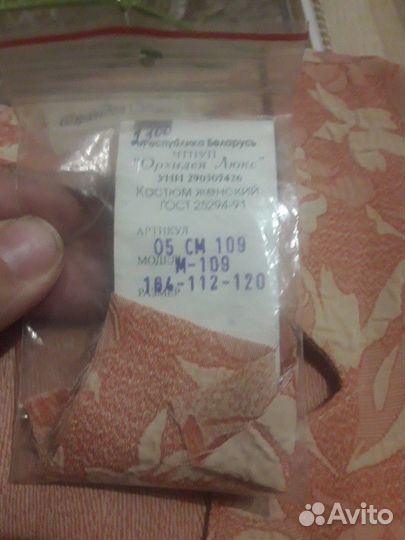 1100
Республика Беларусь
ЧТПУП
"Орхидея Люкс"
УНП 290307426
Костюм женский
ГОСТ 25294-91
АРТИКУЛ
05 СМ 109
МОДЕЛЬ
М-109
164-112-120
РАЗМЕР
Avito